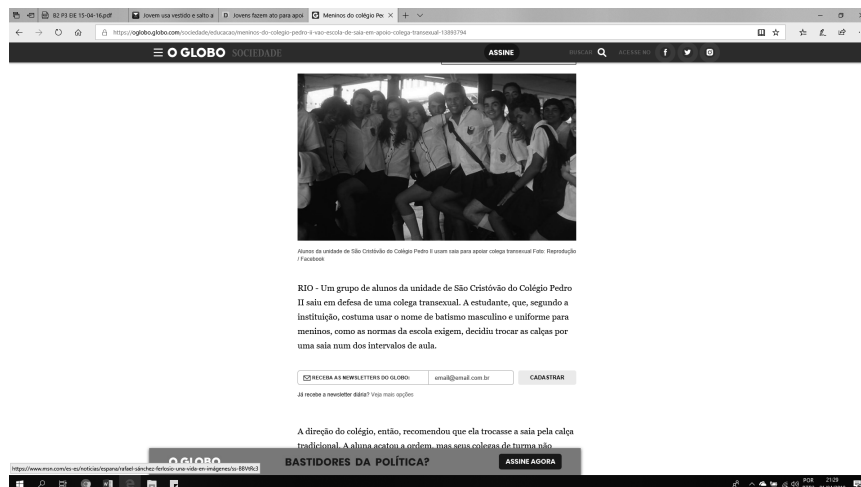 B2 P3 EIE 15-04-16.pdf
Jovem usa vestido e salto a
Jovens fazem ato para apoi
Meninos do colégio Pec
https://oglobo.globo.com/sociedade/educacao/meninos-do-colegio-pedro-ii-vao-escola-de-saia-em-apoio-colega-transexual-13893794
O GLOBO SOCIEDADE
ASSINE
BUSCAR
ACESSE NO
Alunos da unidade de São Cristóvão do Colégio Pedro II usam saia para apoiar colega transexual Foto: Reprodução
/ Facebook
RIO - Um grupo de alunos da unidade de São Cristóvão do Colégio Pedro
II saiu em defesa de uma colega transexual. A estudante, que, segundo a
instituição, costuma usar o nome de batismo masculino e uniforme para
meninos, como as normas da escola exigem, decidiu trocar as calças por
uma saia num dos intervalos de aula.
RECEBA AS NEWSLETTERS DO GLOBO:
email@email.com.br
CADASTRAR
Já recebe a newsletter diária? Veja mais opções
A direção do colégio, então, recomendou que ela trocasse a saia pela calça
tradicional. A aluna acatou a ordem, mas seus colegas de turma não
O GLOBO
BASTIDORES DA POLÍTICA?
ASSINE AGORA
https://www.msn.com/es-es/noticias/espana/rafael-sánchez-ferlosio-una-vida-en-imágenes/ss-BBVtRc3
POR
21:29